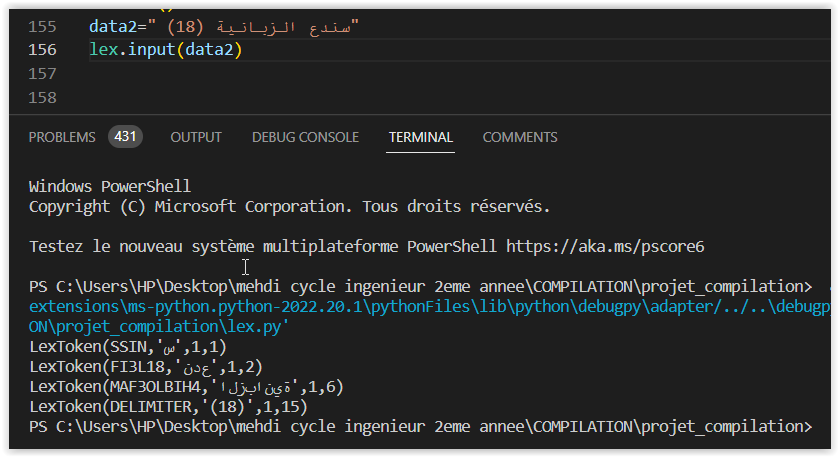 155 data2=" سندع الزبانية (18)"
156 lex.input(data2)
157
158
PROBLEMS 431 OUTPUT DEBUG CONSOLE TERMINAL COMMENTS
Windows PowerShell
Copyright (C) Microsoft Corporation. Tous droits réservés.
Testez le nouveau système multiplateforme PowerShell https://aka.ms/pscore6
PS C:\Users\HP\Desktop\mehdi cycle ingenieur 2eme annee\COMPILATION\projet_compilation>
extensions\ms-python.python-2022.20.1\pythonFiles\lib\python\debugpy\adapter/../..\debugpy
ON\projet_compilation\lex.py'
LexToken(SSIN,'س',1,1)
LexToken(FI3L18,'ندع',1,2)
LexToken(MAF3OLBIH4,'الزبانية',1,6)
LexToken(DELIMITER,'(18)',1,15)
PS C:\Users\HP\Desktop\mehdi cycle ingenieur 2eme annee\COMPILATION\projet_compilation>